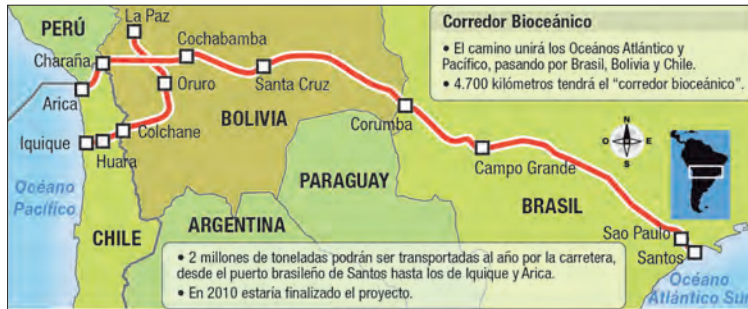 PERÚ
La Paz
Charaña
Cochabamba
Arica
Oruro
Santa Cruz
BOLIVIA
Iquique
Huara
Colchane
Corumba
Campo Grande
Océano
Pacífico
CHILE
ARGENTINA
PARAGUAY
BRASIL
Sao Paulo
Santos
Océano
Atlántico Sur
N
O
E
S
Corredor Bioceánico
• El camino unirá los Oceános Atlántico y
Pacífico, pasando por Brasil, Bolivia y Chile.
• 4.700 kilómetros tendrá el “corredor bioceánico”.
• 2 millones de toneladas podrán ser transportadas al año por la carretera,
desde el puerto brasileño de Santos hasta los de Iquique y Arica.
• En 2010 estaría finalizado el proyecto.